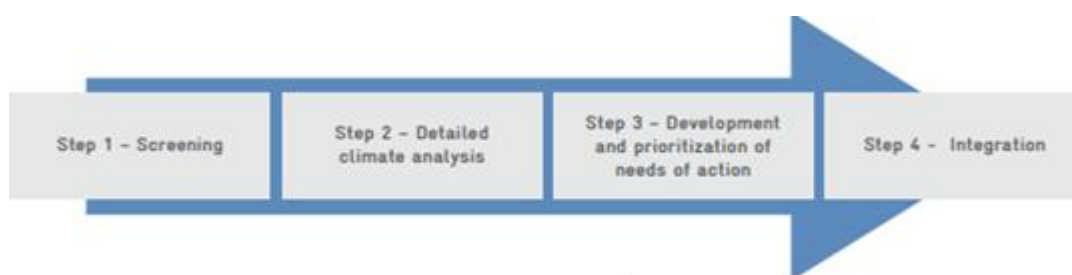 Step 1 – Screening
Step 2 – Detailed
climate analysis
Step 3 – Development
and prioritization of
needs of action
Step 4 – Integration